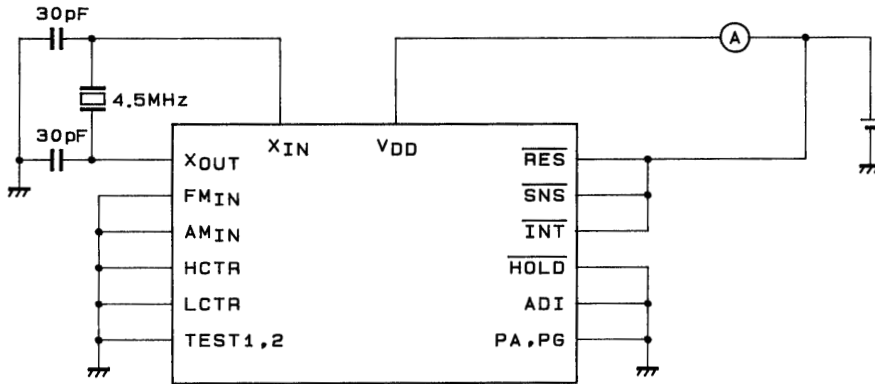 30pF
A
4.5MHz
30pF
XIN VDD
XOUT RES
FMIN SNS
AMIN INT
HCTR HOLD
LCTR ADI
TEST1,2 PA,PG